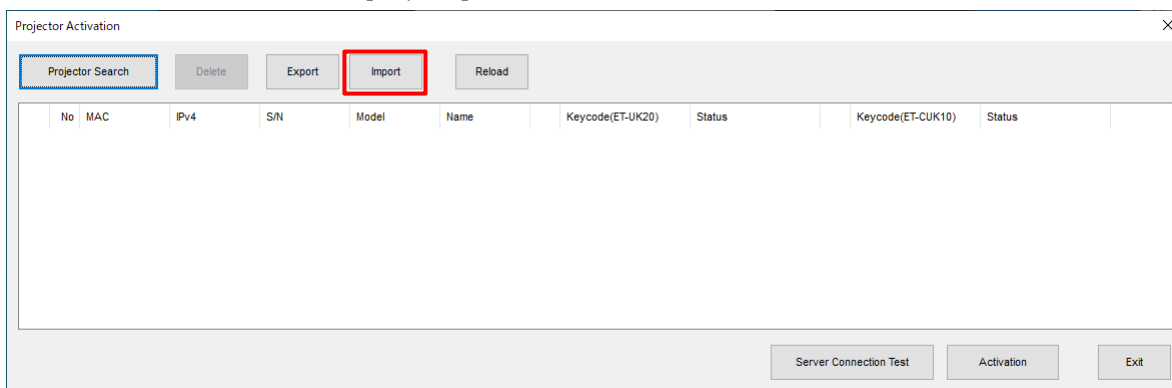 Projector Activation
Projector Search Delete Export Import Reload
No MAC IPv4 S/N Model Name Keycode(ET-UK20) Status Keycode(ET-CUK10) Status
Server Connection Test Activation Exit